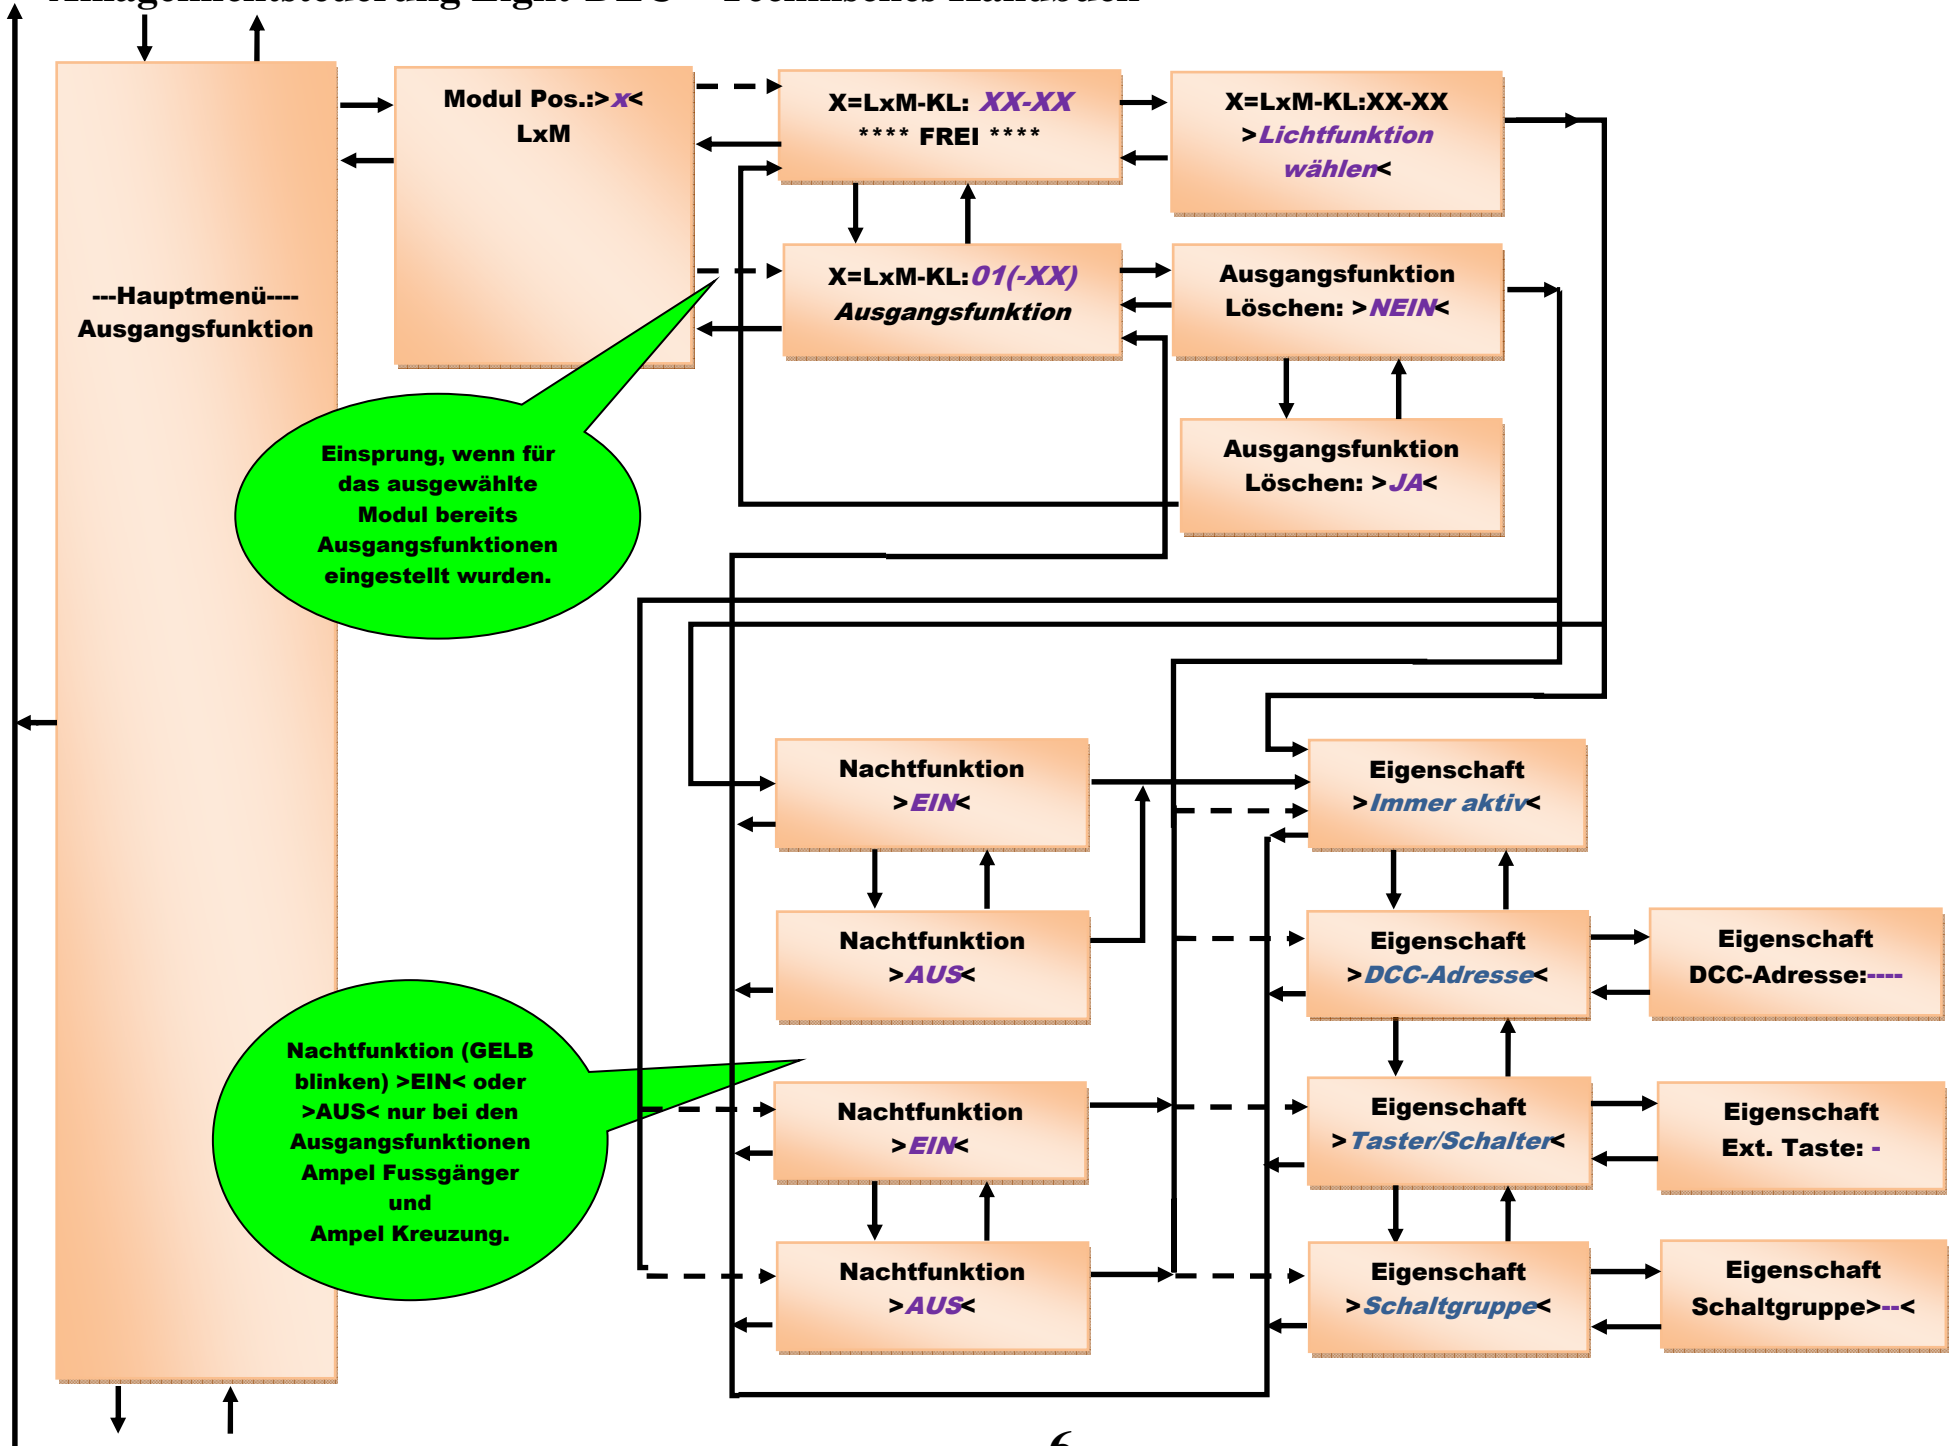 ---Hauptmenü----
Ausgangsfunktion
Modul Pos.:>x<
LxM
X=LxM-KL: XX-XX
**** FREI ****
X=LxM-KL:XX-XX
>Lichtfunktion
wählen<
X=LxM-KL:01(-XX)
Ausgangsfunktion
Ausgangsfunktion
Löschen: >NEIN<
Ausgangsfunktion
Löschen: >JA<
Einsprung, wenn für
das ausgewählte
Modul bereits
Ausgangsfunktionen
eingestellt wurden.
Nachtfunktion
>EIN<
Eigenschaft
>Immer aktiv<
Nachtfunktion
>AUS<
Eigenschaft
>DCC-Adresse<
Eigenschaft
DCC-Adresse:----
Nachtfunktion (GELB
blinken) >EIN< oder
>AUS< nur bei den
Ausgangsfunktionen
Ampel Fussgänger
und
Ampel Kreuzung.
Nachtfunktion
>EIN<
Eigenschaft
>Taster/Schalter<
Eigenschaft
Ext. Taste: -
Nachtfunktion
>AUS<
Eigenschaft
>Schaltgruppe<
Eigenschaft
Schaltgruppe>--<